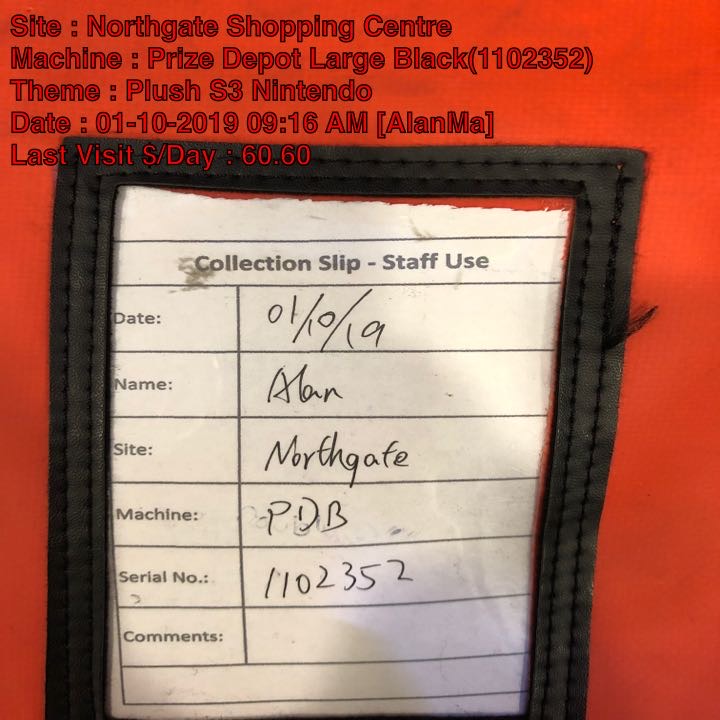 Site : Northgate Shopping Centre
Machine : Prize Depot Large Black(1102352)
Theme : Plush S3 Nintendo
Date : 01-10-2019 09:16 AM [AlanMa]
Last Visit $/Day : 60.60
Collection Slip - Staff Use
Date: 01/10/19
Name: Alan
Site: Northgate
Machine: PDB
Serial No.: 1102352
Comments: